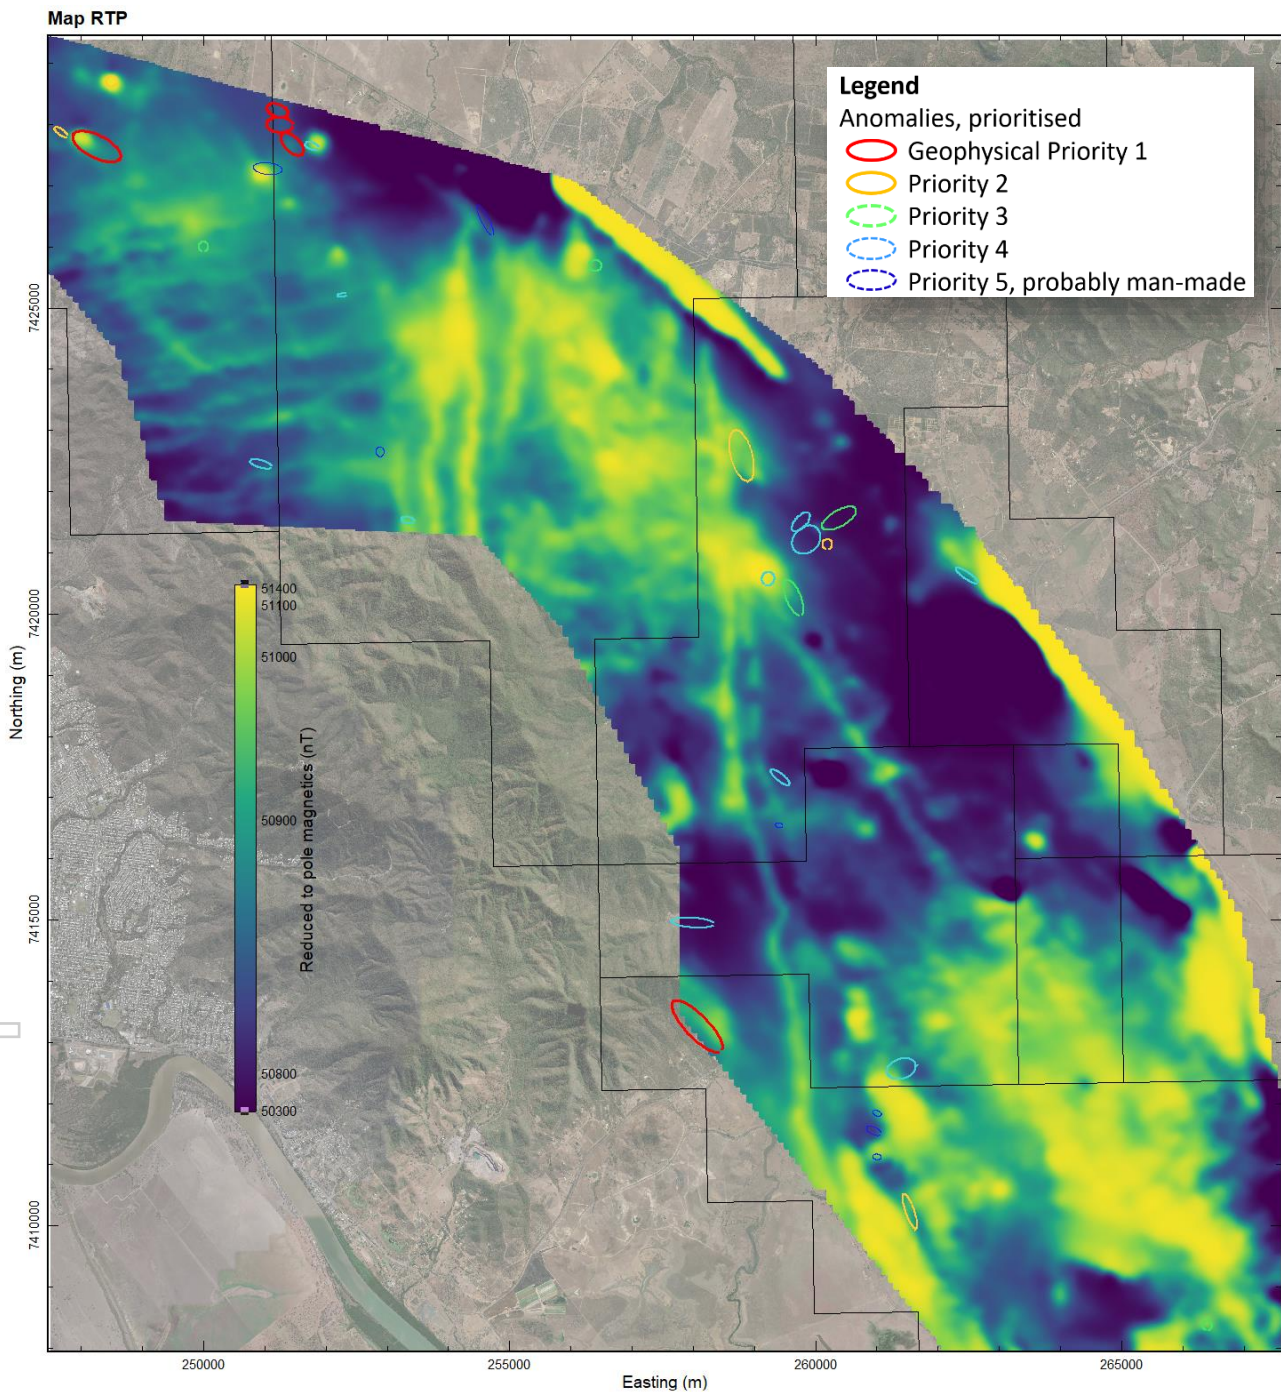 Map RTP
Legend
Anomalies, prioritised
Geophysical Priority 1
Priority 2
Priority 3
Priority 4
Priority 5, probably man-made
7425000
7420000
7415000
7410000
Northing (m)
51400
51100
51000
50900
50800
50300
Reduced to pole magnetics (nT)
250000
255000
260000
265000
Easting (m)